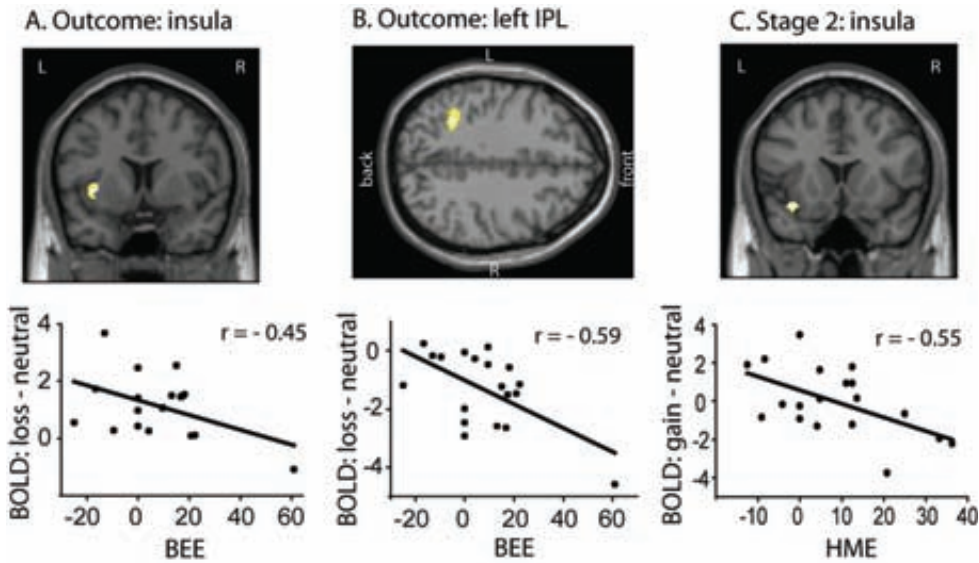 A. Outcome: insula
L
R
4
2
0
r = - 0.45
BOLD: loss - neutral
-20
0
20
40
60
BEE
B. Outcome: left IPL
L
back
front
R
0
-2
-4
r = - 0.59
BOLD: loss - neutral
-20
0
20
40
60
BEE
C. Stage 2: insula
L
R
4
2
0
-2
-4
r = - 0.55
BOLD: gain - neutral
-10
0
10
20
30
40
HME